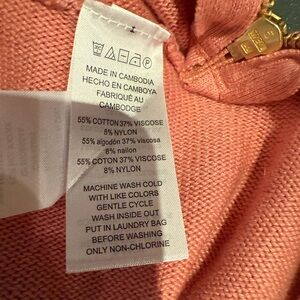 MADE IN CAMBODIA
HECHO EN CAMBOYA
FABRIQUÉ AU
CAMBODGE
55% COTTON 37% VISCOSE
8% NYLON
55% algodón 37% viscosa
8% nailon
55% COTON 37% VISCOSE
8% NYLON
MACHINE WASH COLD
WITH LIKE COLORS
GENTLE CYCLE
WASH INSIDE OUT
PUT IN LAUNDRY BAG
BEFORE WASHING
ONLY NON-CHLORINE